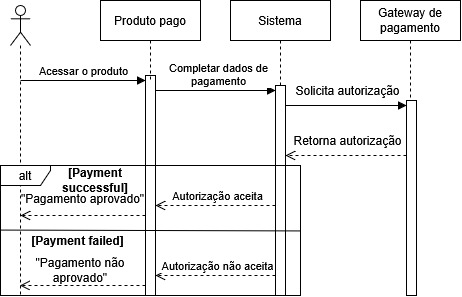 Produto pago
Sistema
Gateway de
pagamento
Acessar o produto
Completar dados de
pagamento
Solicita autorização
Retorna autorização
alt
[Payment
successful]
"Pagamento aprovado"
Autorização aceita
[Payment failed]
"Pagamento não
aprovado"
Autorização não aceita